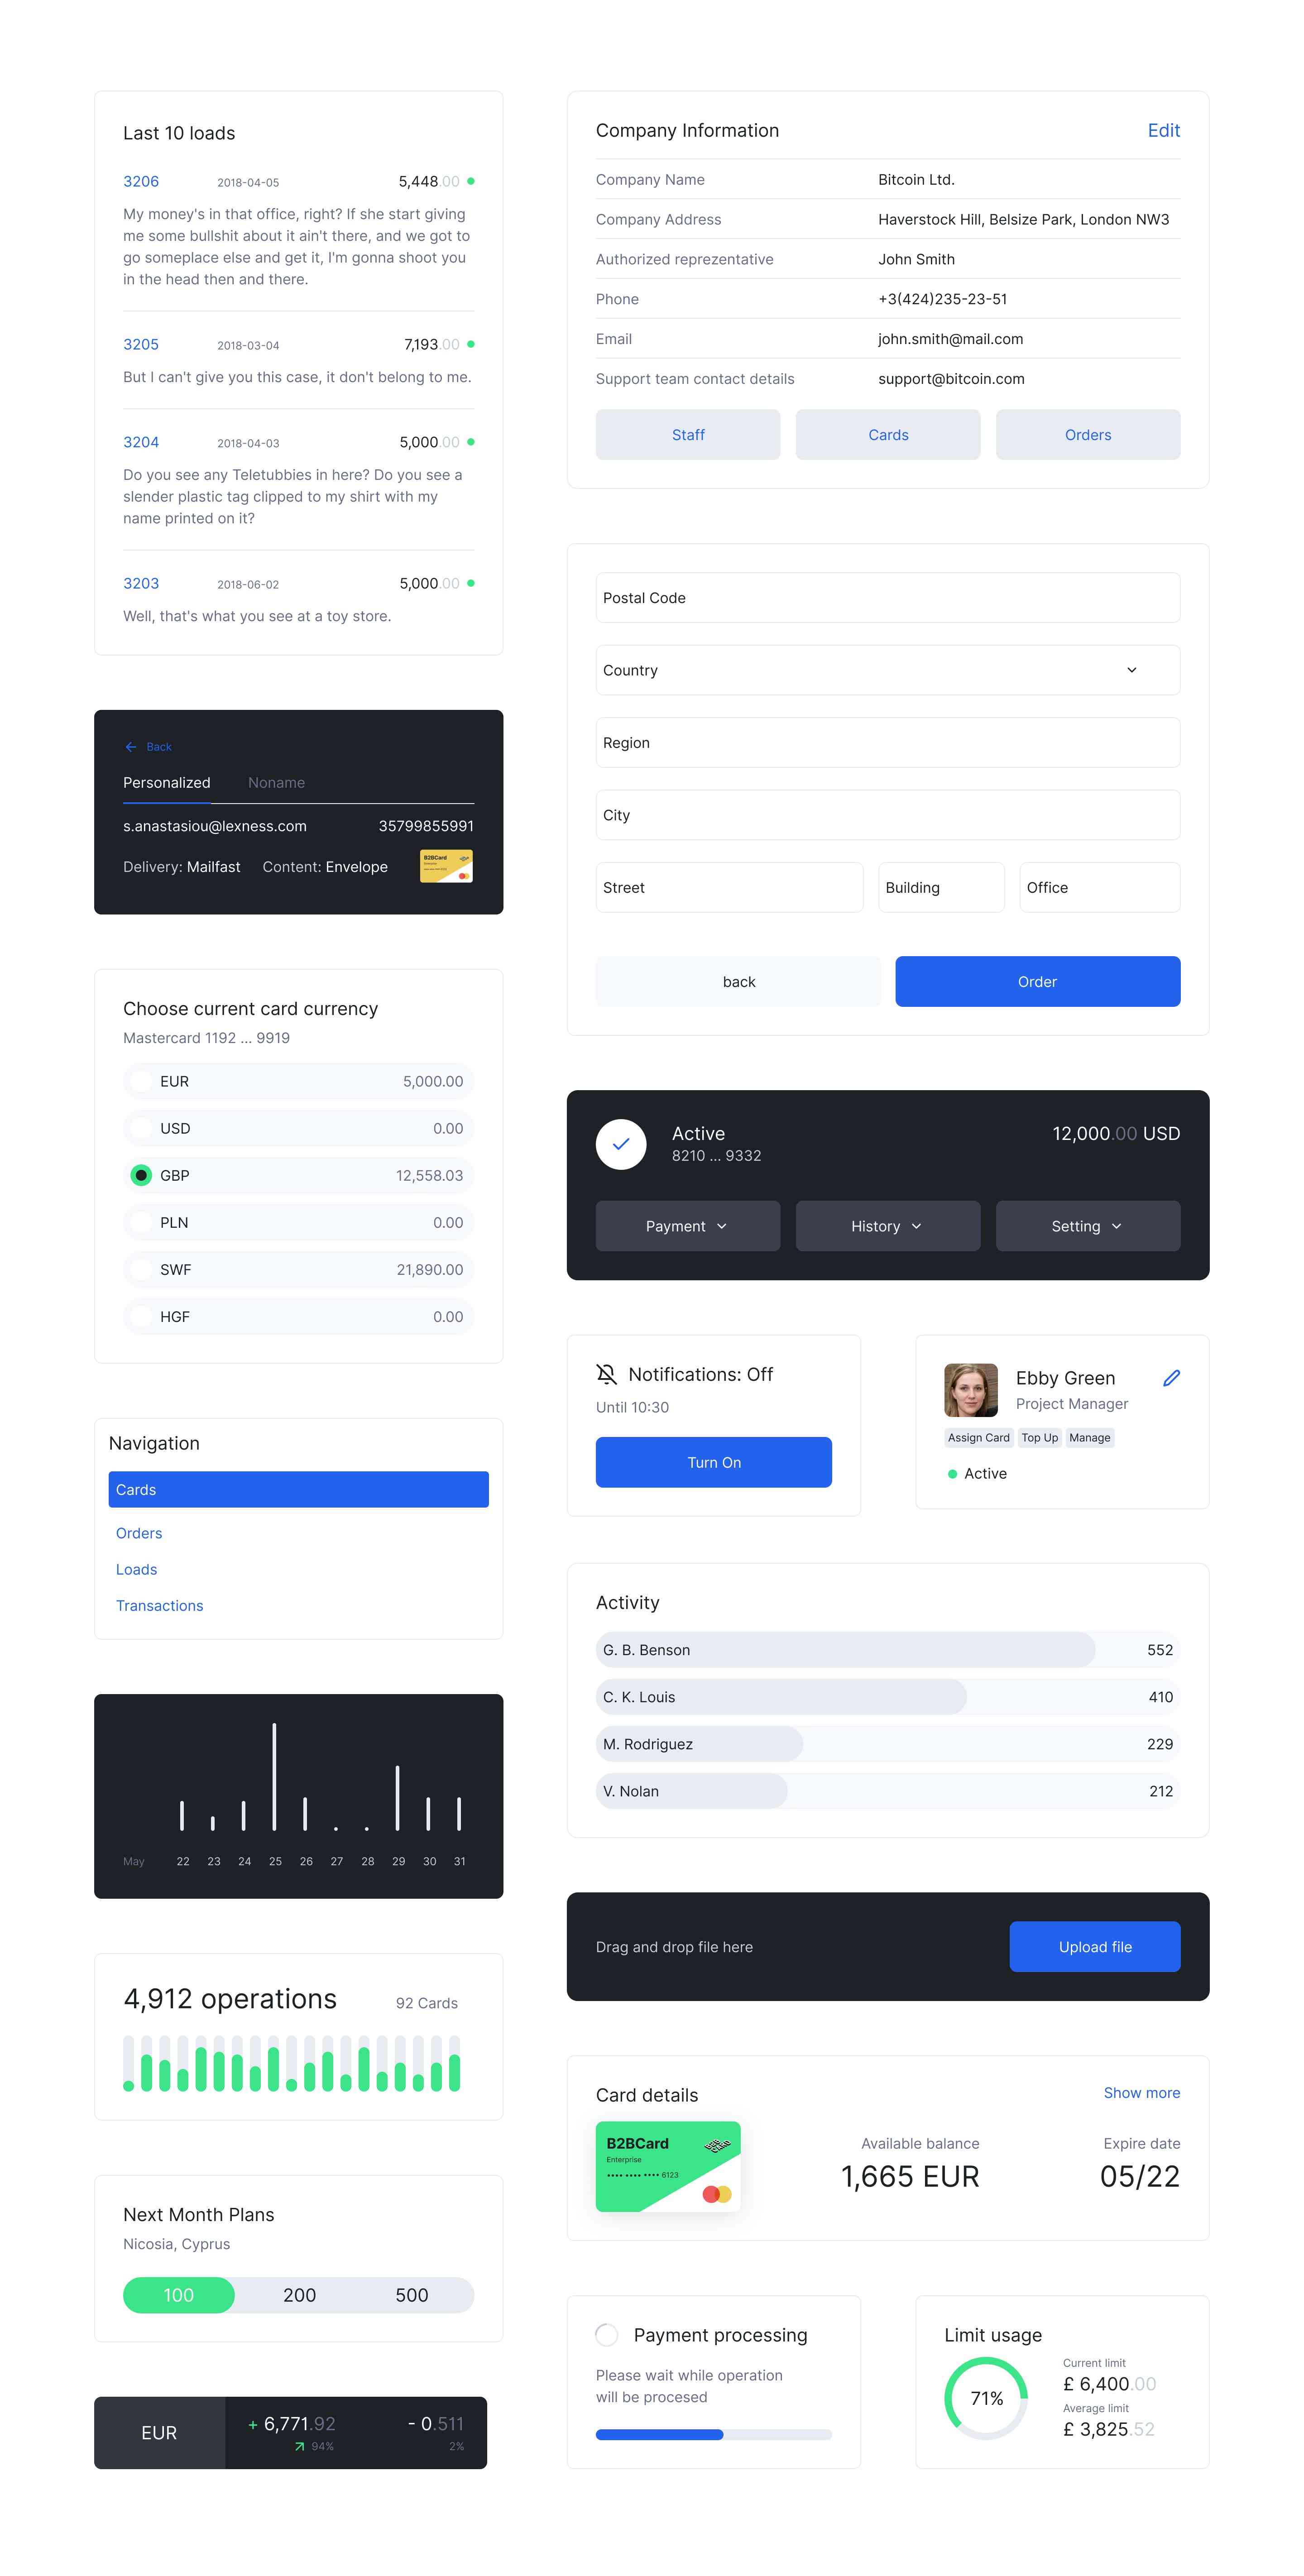 Last 10 loads
3206 2018-04-05 5,448.00
My money's in that office, right? If she start giving
me some bullshit about it ain't there, and we got to
go someplace else and get it, I'm gonna shoot you
in the head then and there.
3205 2018-03-04 7,193.00
But I can't give you this case, it don't belong to me.
3204 2018-04-03 5,000.00
Do you see any Teletubbies in here? Do you see a
slender plastic tag clipped to my shirt with my
name printed on it?
3203 2018-06-02 5,000.00
Well, that's what you see at a toy store.
Back
Personalized Noname
s.anastasiou@lexness.com 35799855991
Delivery: Mailfast Content: Envelope
B2BCard
Choose current card currency
Mastercard 1192 ... 9919
EUR 5,000.00
USD 0.00
GBP 12,558.03
PLN 0.00
SWF 21,890.00
HGF 0.00
Navigation
Cards
Orders
Loads
Transactions
May 22 23 24 25 26 27 28 29 30 31
4,912 operations 92 Cards
Next Month Plans
Nicosia, Cyprus
100 200 500
EUR + 6,771.92 - 0.511
94% 2%
Company Information Edit
Company Name Bitcoin Ltd.
Company Address Haverstock Hill, Belsize Park, London NW3
Authorized reprezentative John Smith
Phone +3(424)235-23-51
Email john.smith@mail.com
Support team contact details support@bitcoin.com
Staff Cards Orders
Postal Code
Country
Region
City
Street Building Office
back Order
Active 12,000.00 USD
8210 ... 9332
Payment History Setting
Notifications: Off
Until 10:30
Turn On
Ebby Green
Project Manager
Assign Card Top Up Manage
Active
Activity
G. B. Benson 552
C. K. Louis 410
M. Rodriguez 229
V. Nolan 212
Drag and drop file here Upload file
Card details Show more
B2BCard
Enterprise
•••• •••• •••• 6123
Available balance Expire date
1,665 EUR 05/22
Payment processing
Please wait while operation
will be procesed
Limit usage
71%
Current limit
£ 6,400.00
Average limit
£ 3,825.52